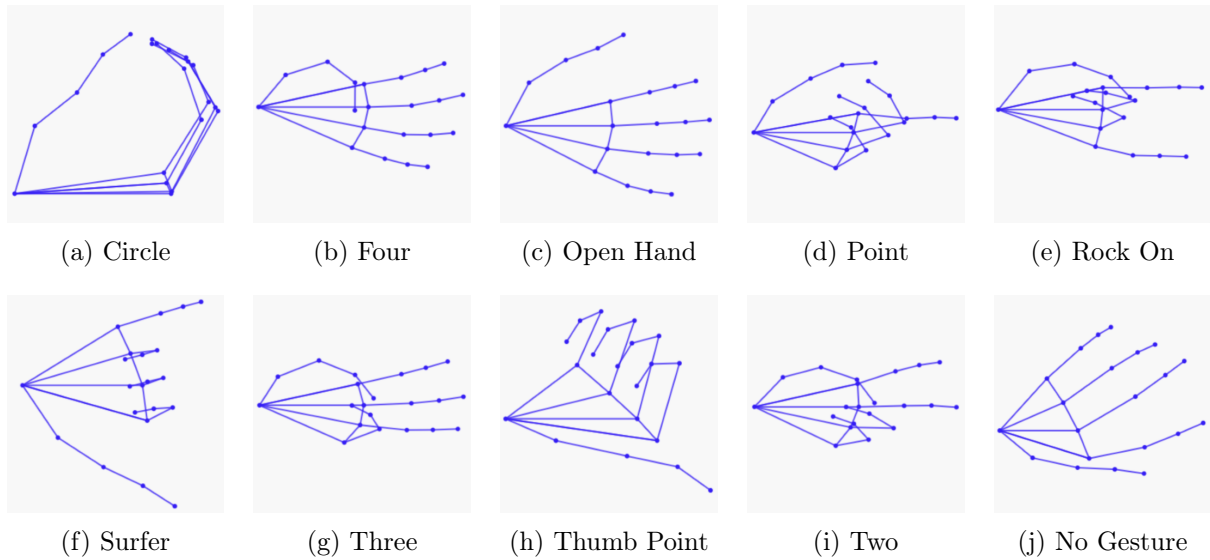 (a) Circle
(b) Four
(c) Open Hand
(d) Point
(e) Rock On
(f) Surfer
(g) Three
(h) Thumb Point
(i) Two
(j) No Gesture